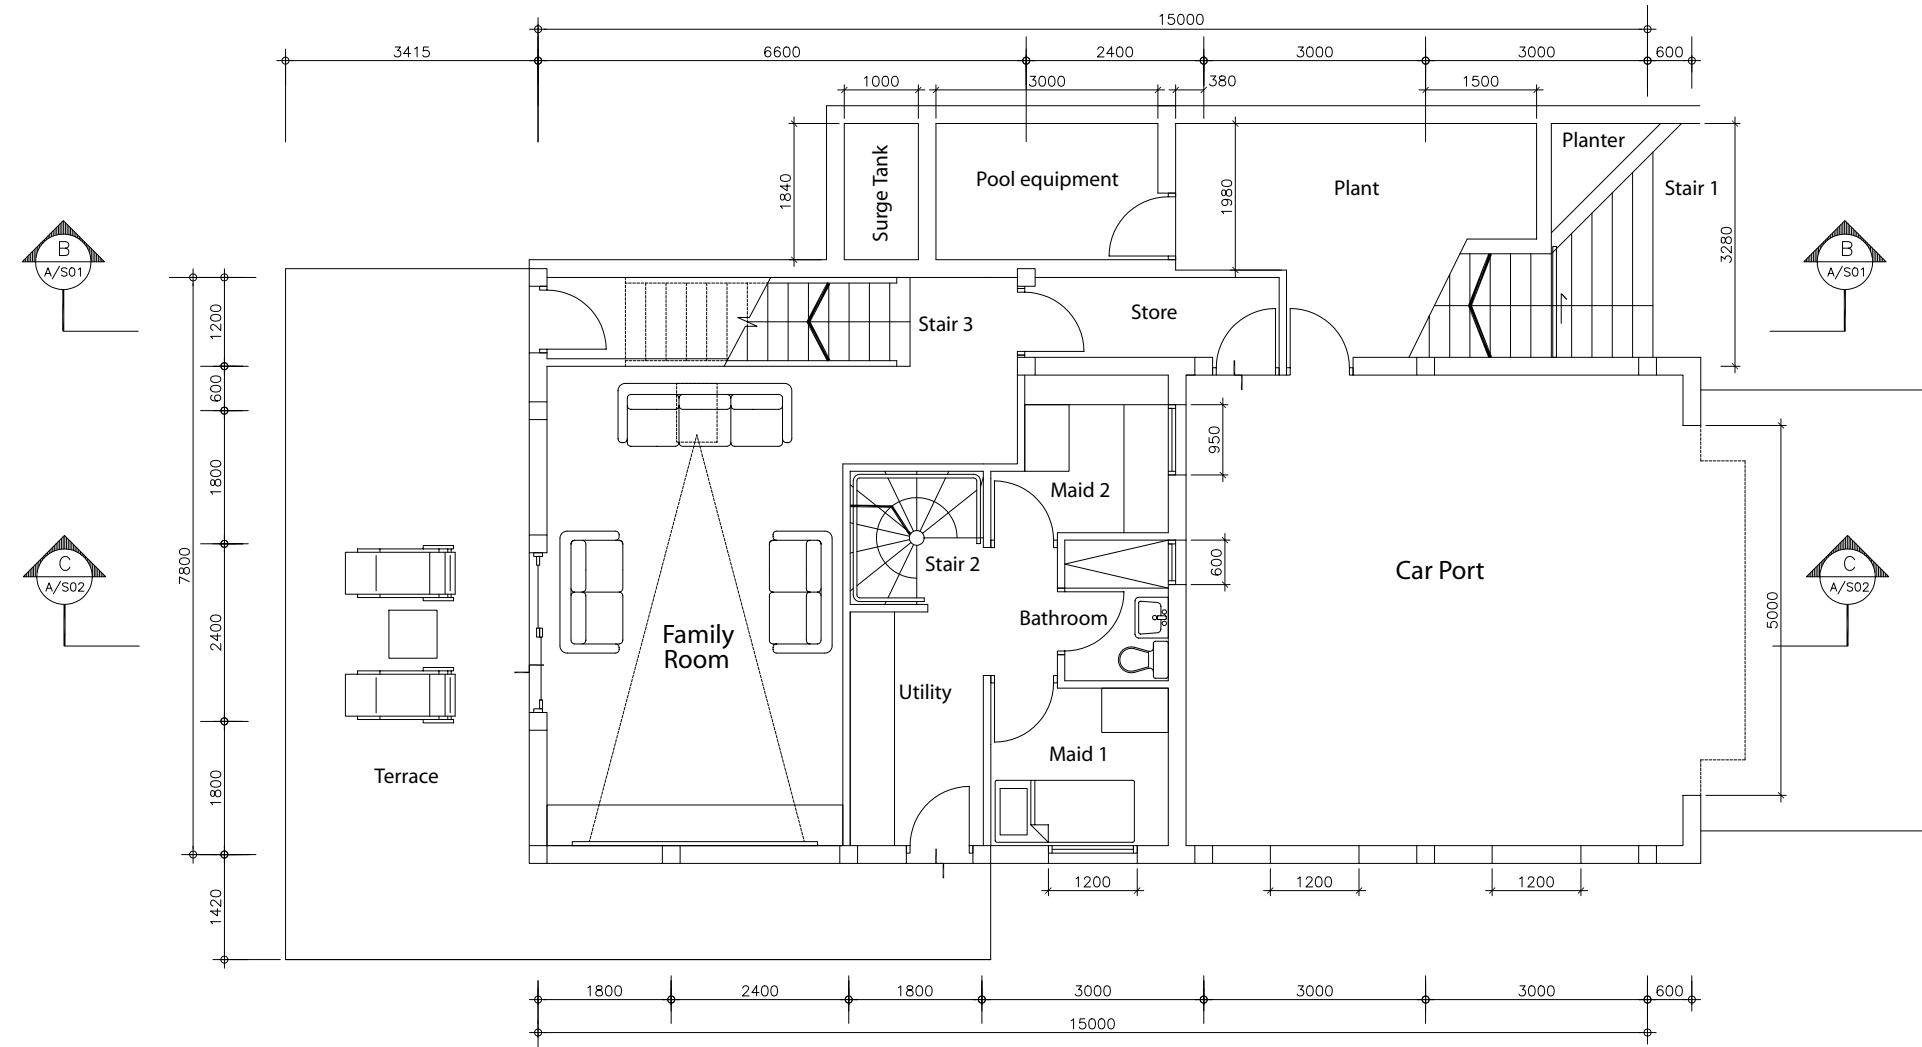 15000
3415
6600
2400
3000
3000
600
1000
3000
380
1500
Planter
1840
Surge Tank
Pool equipment
1980
Plant
Stair 1
3280
B
A/S01
B
A/S01
1200
Stair 3
Store
600
950
1800
Maid 2
7800
C
A/S02
Stair 2
600
Car Port
C
A/S02
2400
Family
Room
Bathroom
5000
Utility
Maid 1
Terrace
1800
1200
1200
1200
1420
1800
2400
1800
3000
3000
3000
600
15000